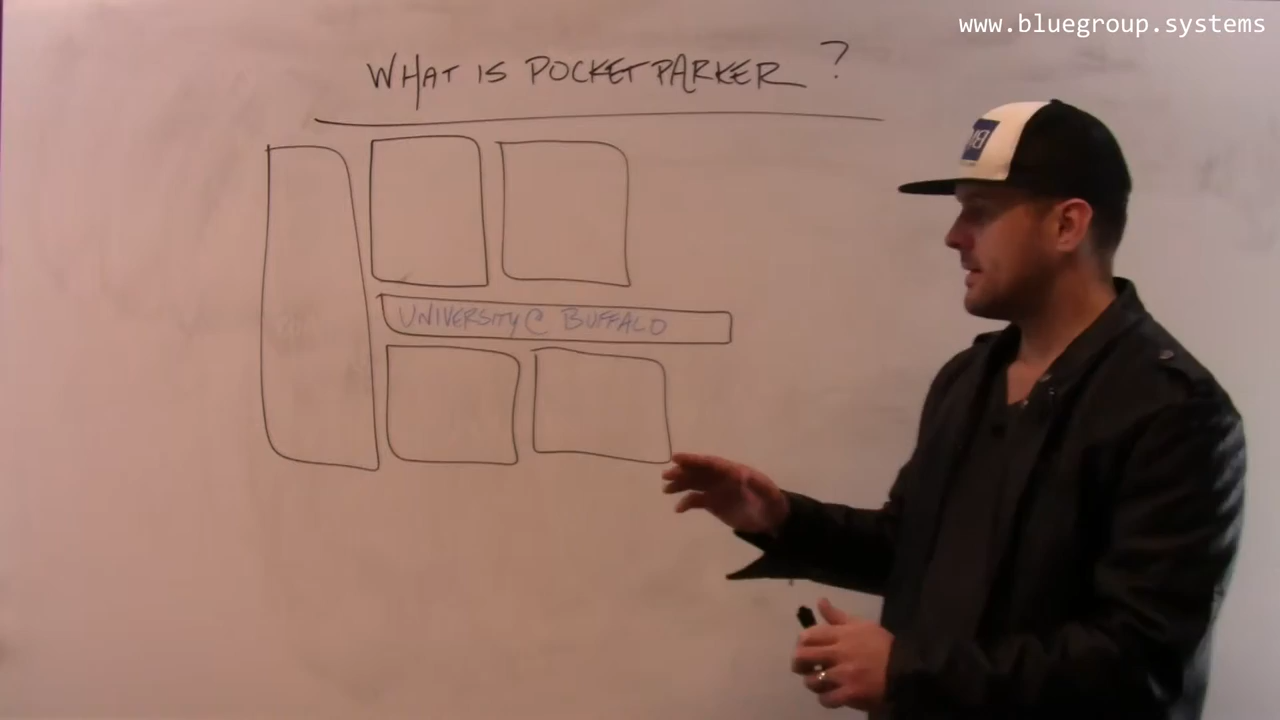 www.bluegroup.systems
WHAT IS POCKETPARKER ?
UNIVERSITY @ BUFFALO